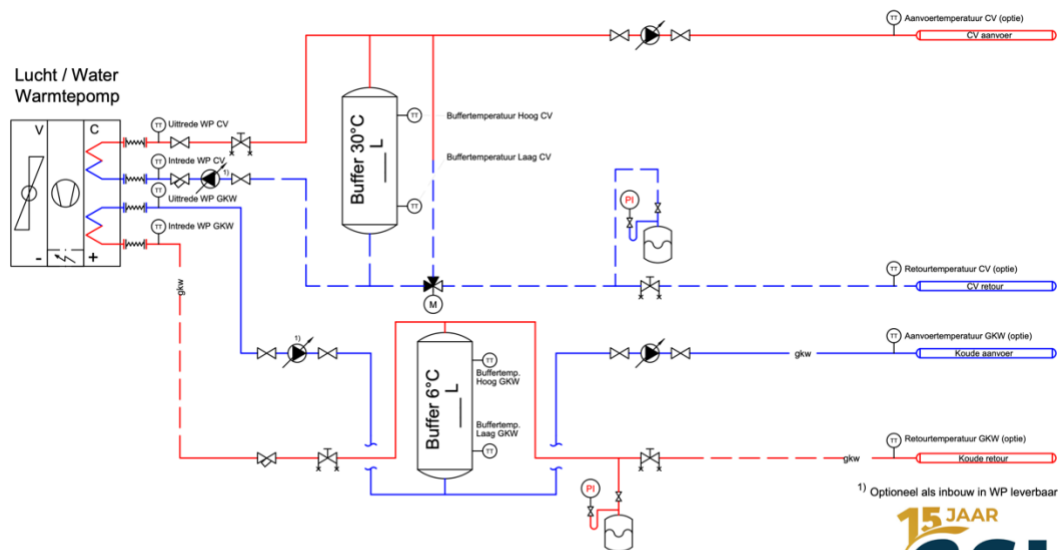 Aanvoertemperatuur CV (optie)
TT
CV aanvoer
Lucht / Water
Warmtepomp
V
C
TT
Uittrede WP CV
TT
Intrede WP CV
1)
TT
Uittrede WP GKW
TT
Intrede WP GKW
-
+
Buffer 30°C
___ L
TT
Buffertemperatuur Hoog CV
Buffertemperatuur Laag CV
TT
PI
M
Retourtemperatuur CV (optie)
TT
CV retour
gkw
1)
Buffer 6°C
___ L
TT
Buffertemp.
Hoog GKW
Buffertemp.
Laag GKW
TT
Aanvoertemperatuur GKW (optie)
TT
gkw
Koude aanvoer
Retourtemperatuur GKW (optie)
TT
gkw
Koude retour
PI
1) Optioneel als inbouw in WP leverbaar
15 JAAR